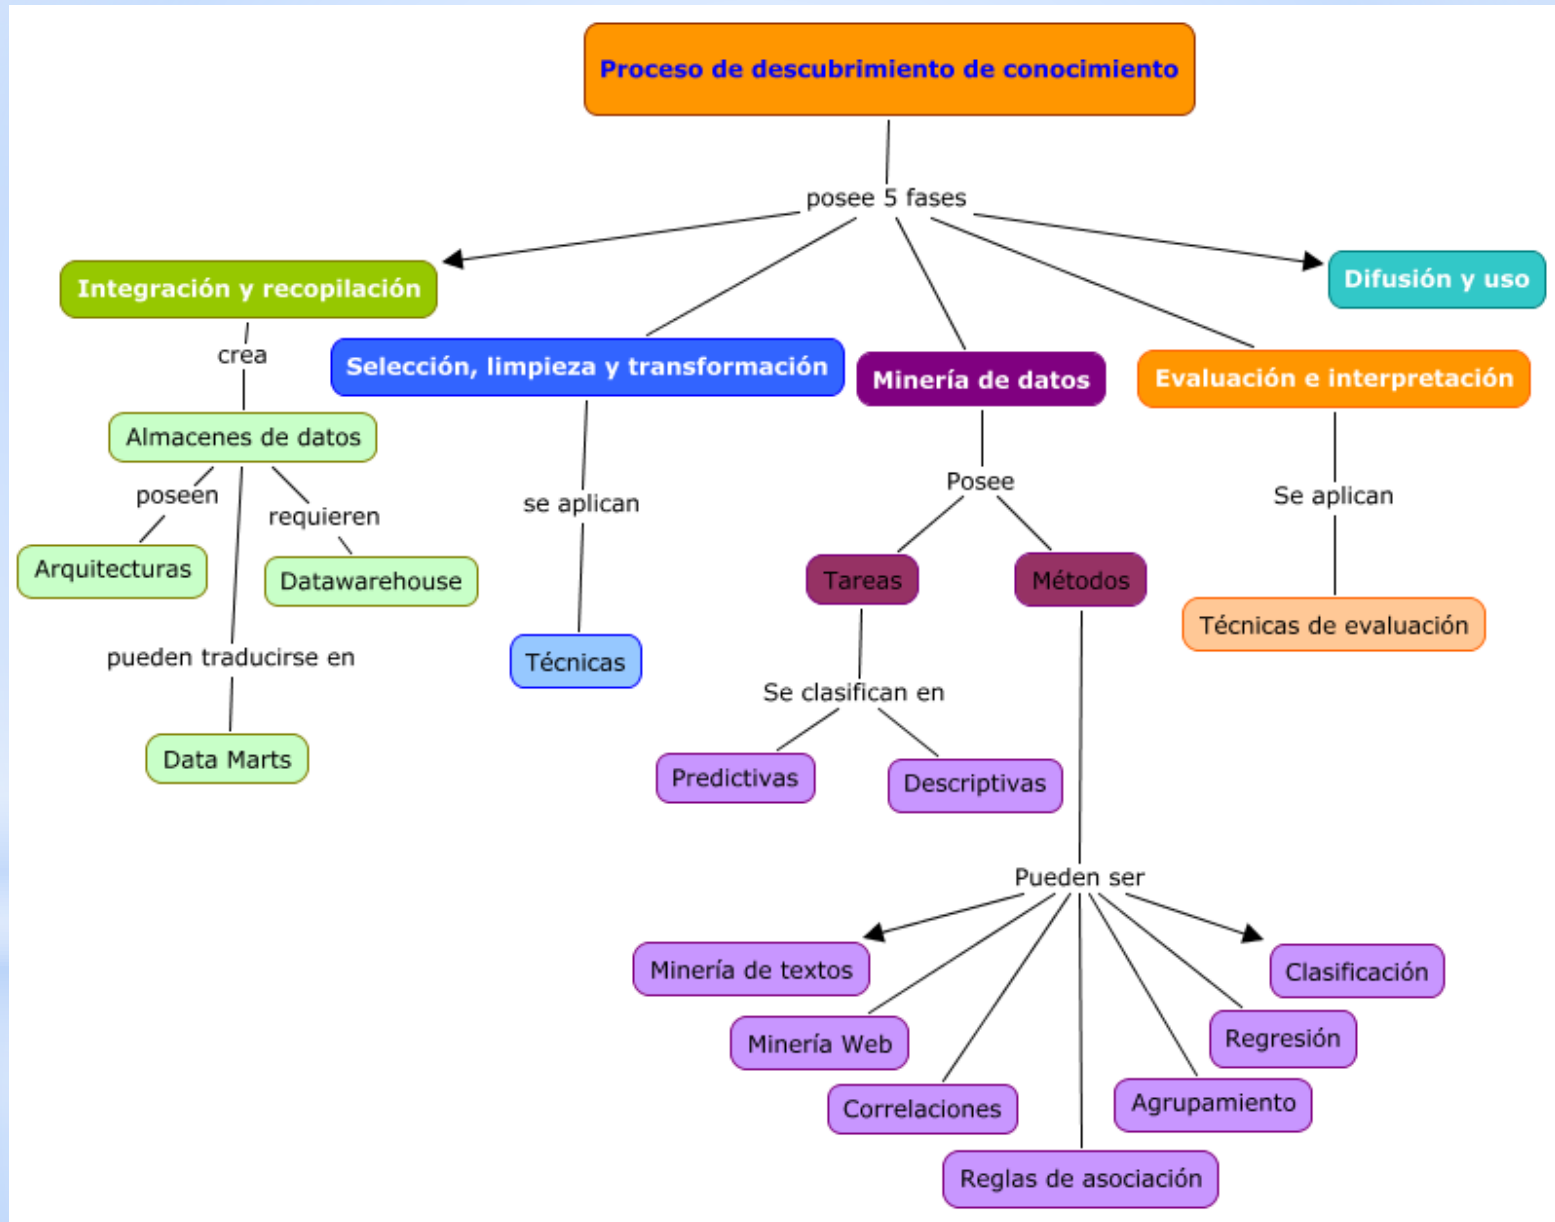 Proceso de descubrimiento de conocimiento
posee 5 fases
Integración y recopilación
crea
Almacenes de datos
poseen
requieren
Arquitecturas
Datawarehouse
pueden traducirse en
Data Marts
Selección, limpieza y transformación
se aplican
Técnicas
Minería de datos
Posee
Tareas
Métodos
Se clasifican en
Predictivas
Descriptivas
Pueden ser
Minería de textos
Minería Web
Correlaciones
Reglas de asociación
Agrupamiento
Regresión
Clasificación
Evaluación e interpretación
Se aplican
Técnicas de evaluación
Difusión y uso